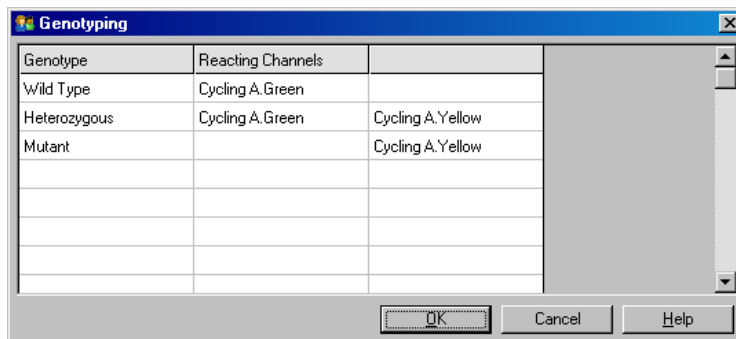 Genotyping
Genotype Reacting Channels
Wild Type Cycling A.Green
Heterozygous Cycling A.Green Cycling A.Yellow
Mutant Cycling A.Yellow
OK Cancel Help